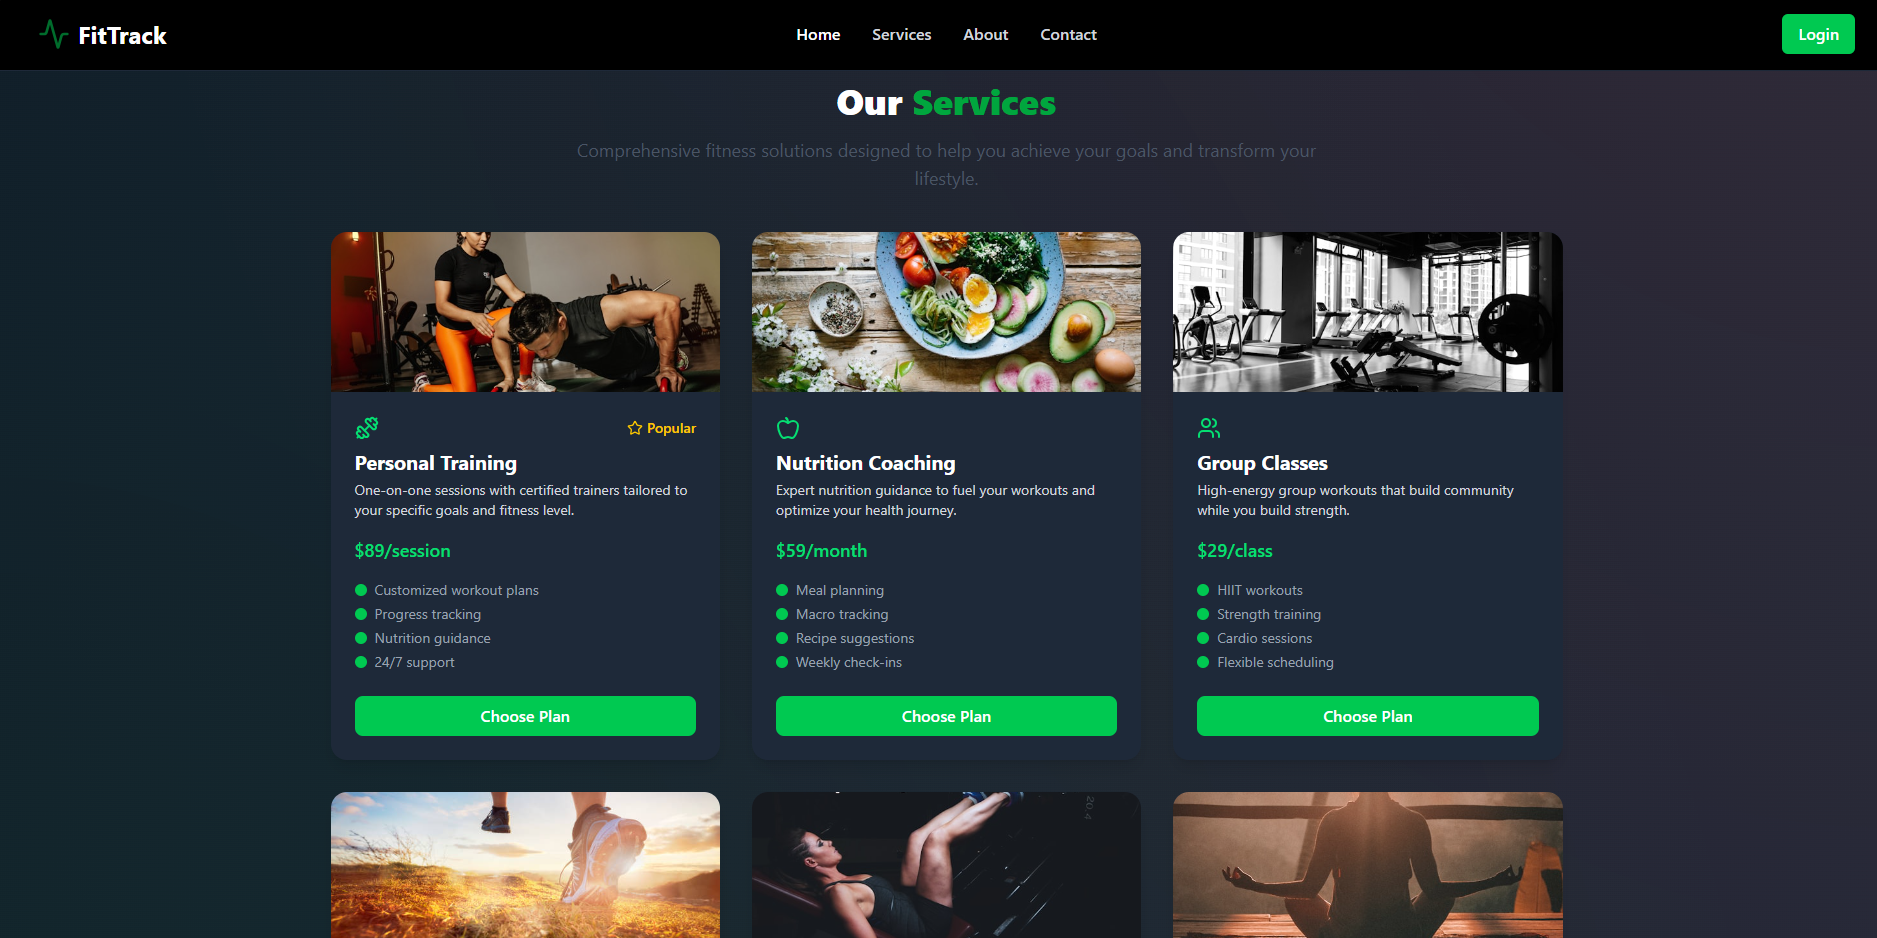 FitTrack
Home
Services
About
Contact
Login
Our Services
Comprehensive fitness solutions designed to help you achieve your goals and transform your
lifestyle.
Popular
Personal Training
One-on-one sessions with certified trainers tailored to
your specific goals and fitness level.
$89/session
Customized workout plans
Progress tracking
Nutrition guidance
24/7 support
Choose Plan
Nutrition Coaching
Expert nutrition guidance to fuel your workouts and
optimize your health journey.
$59/month
Meal planning
Macro tracking
Recipe suggestions
Weekly check-ins
Choose Plan
Group Classes
High-energy group workouts that build community
while you build strength.
$29/class
HIIT workouts
Strength training
Cardio sessions
Flexible scheduling
Choose Plan
20.4